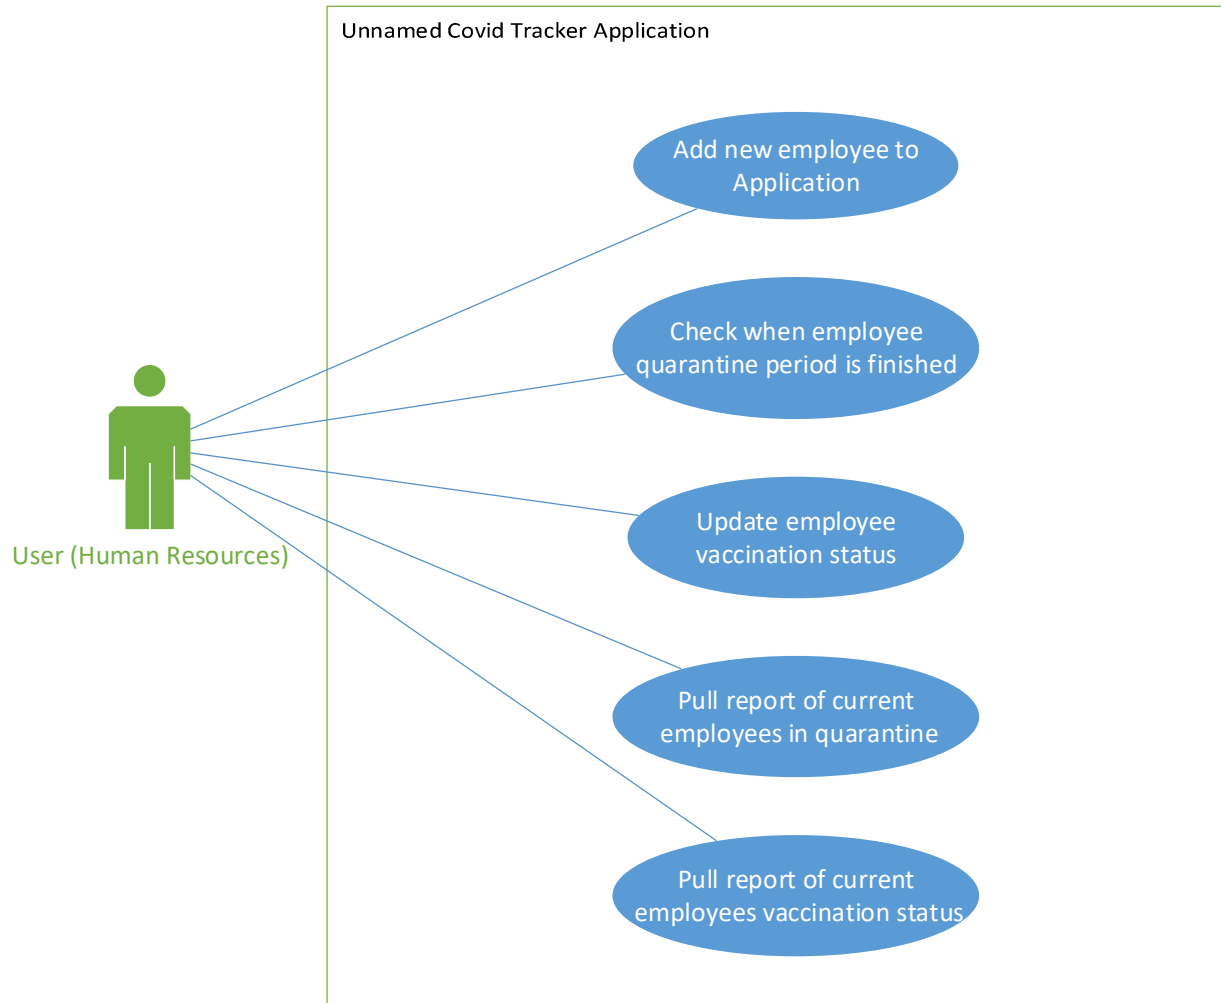 Unnamed Covid Tracker Application
Add new employee to
Application
Check when employee
quarantine period is finished
Update employee
vaccination status
User (Human Resources)
Pull report of current
employees in quarantine
Pull report of current
employees vaccination status